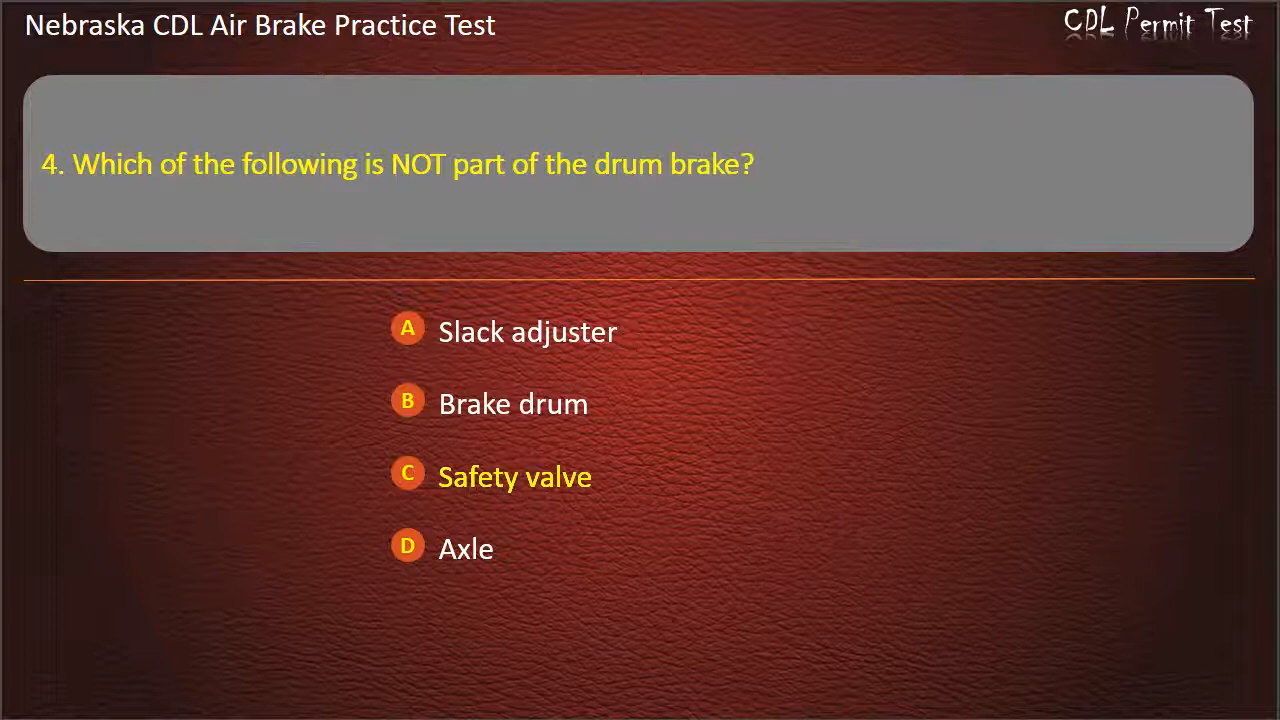 Nebraska CDL Air Brake Practice Test
CDL Permit Test
4. Which of the following is NOT part of the drum brake?
A Slack adjuster
B Brake drum
C Safety valve
D Axle